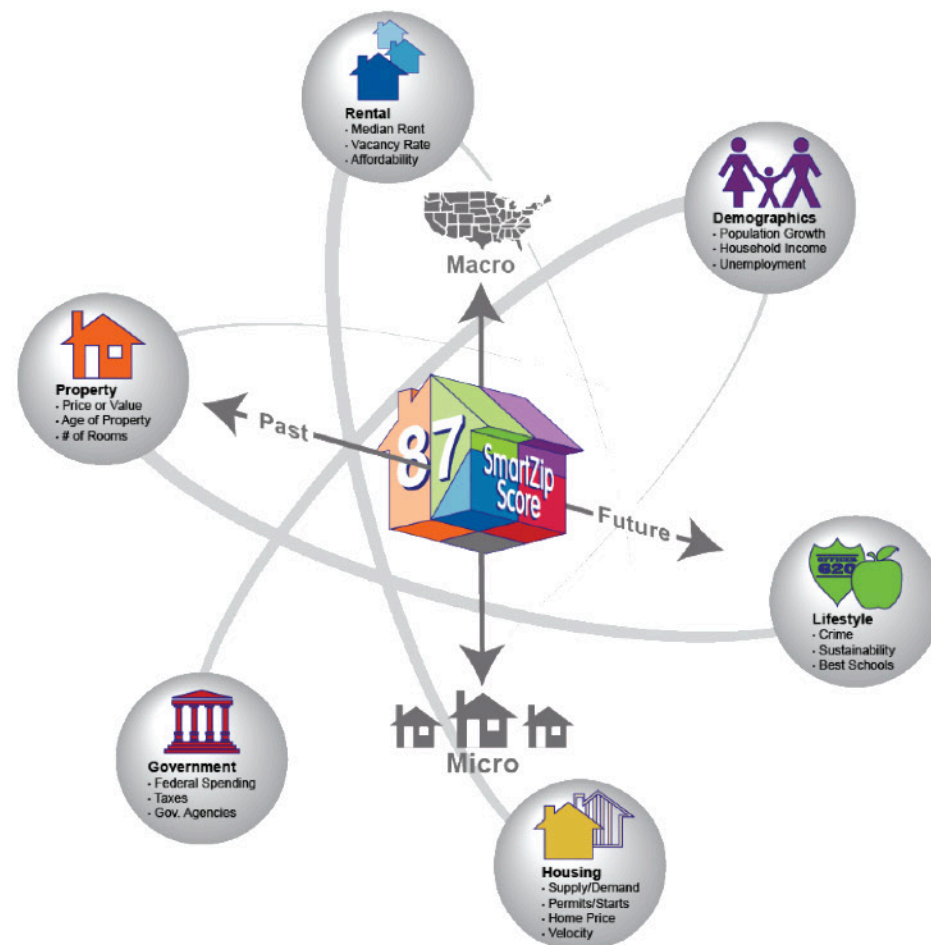 Rental
- Median Rent
- Vacancy Rate
- Affordability
Demographics
- Population Growth
- Household Income
- Unemployment
Macro
Property
- Price or Value
- Age of Property
- # of Rooms
Past
87
SmartZip
Score
Future
Lifestyle
- Crime
- Sustainability
- Best Schools
Micro
Government
- Federal Spending
- Taxes
- Gov. Agencies
Housing
- Supply/Demand
- Permits/Starts
- Home Price
- Velocity
OFFICER
620